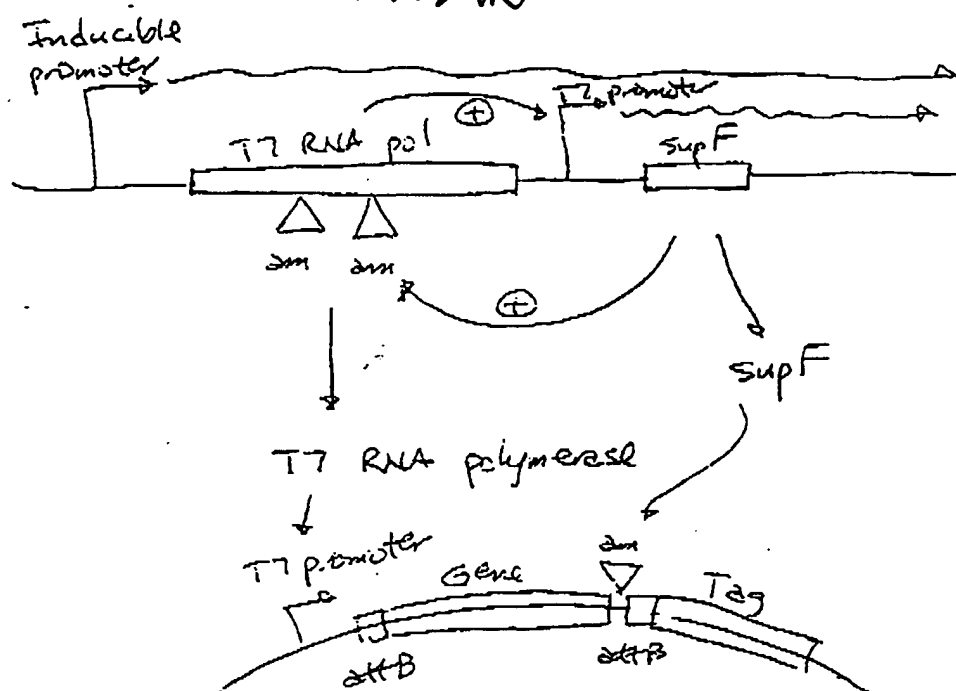 Inducible
promoter
T7 promoter
+
T7 RNA pol
supF
am am
+
supF
T7 RNA polymerase
T7 promoter
am
Gene
Tag
attB
attB